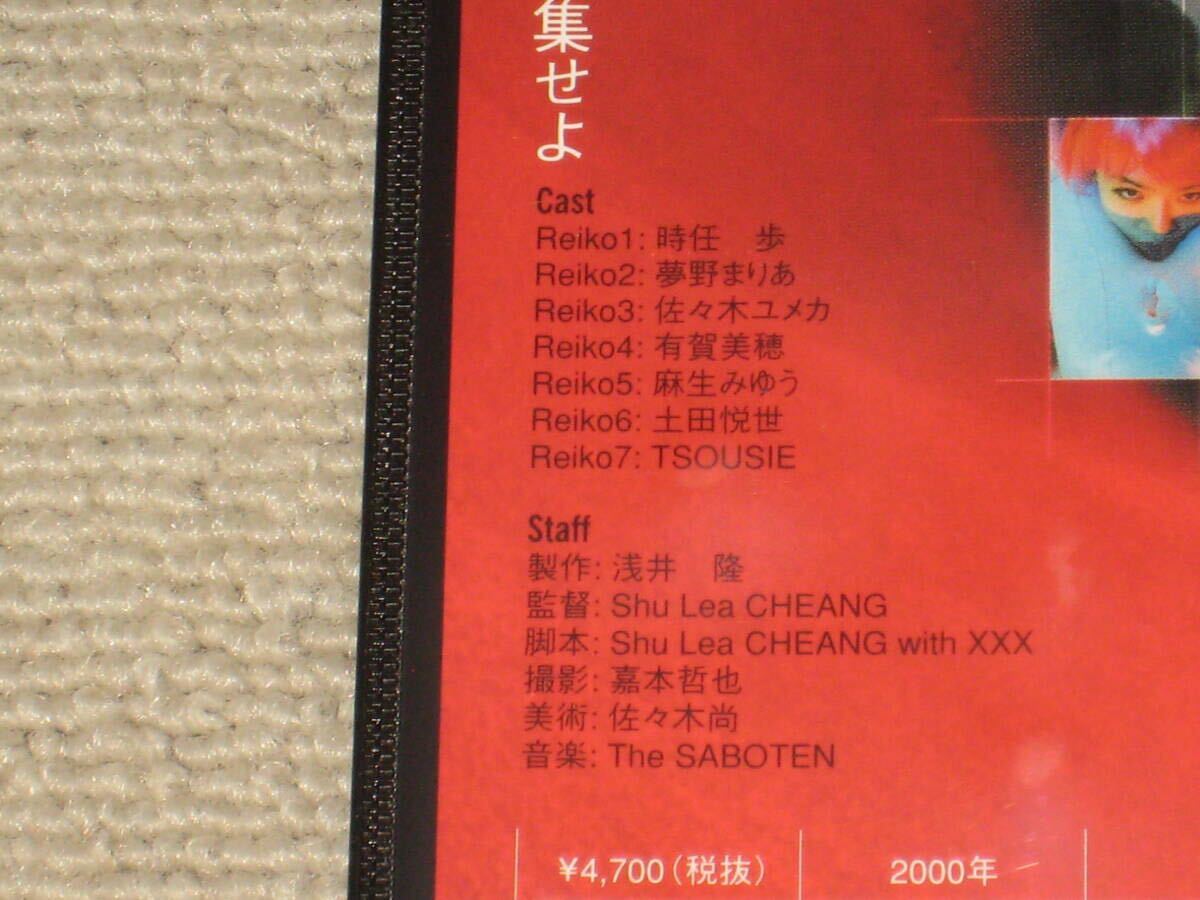 集せよ
Cast
Reiko1: 時任　歩
Reiko2: 夢野まりあ
Reiko3: 佐々木ユメカ
Reiko4: 有賀美穂
Reiko5: 麻生みゆう
Reiko6: 土田悦世
Reiko7: TSOUSIE
Staff
製作: 浅井　隆
監督: Shu Lea CHEANG
脚本: Shu Lea CHEANG with XXX
撮影: 嘉本哲也
美術: 佐々木尚
音楽: The SABOTEN
¥4,700（税抜）
2000年